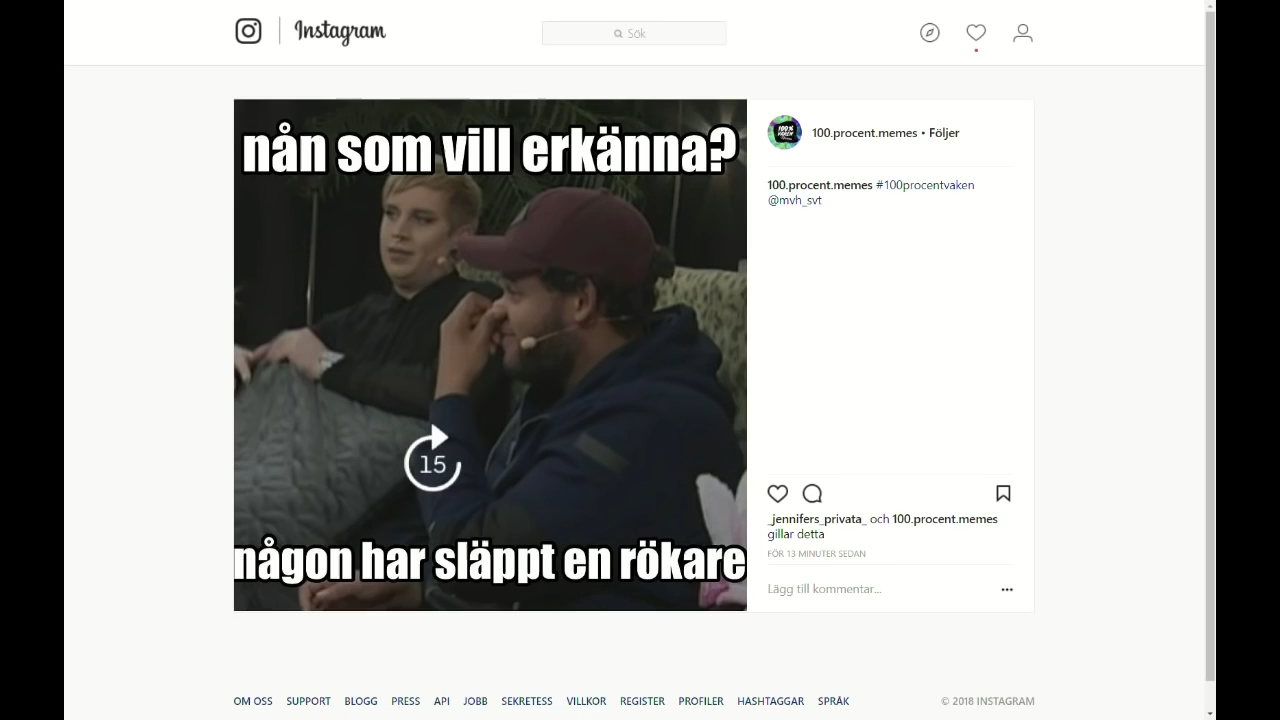 Instagram
Sök
nån som vill erkänna?
15
någon har släppt en rökare
100.procent.memes • Följer
100.procent.memes #100procentvaken
@mvh_svt
_jennifers_privata_ och 100.procent.memes
gillar detta
FÖR 13 MINUTER SEDAN
Lägg till kommentar...
OM OSS SUPPORT BLOGG PRESS API JOBB SEKRETESS VILLKOR REGISTER PROFILER HASHTAGGAR SPRÅK © 2018 INSTAGRAM